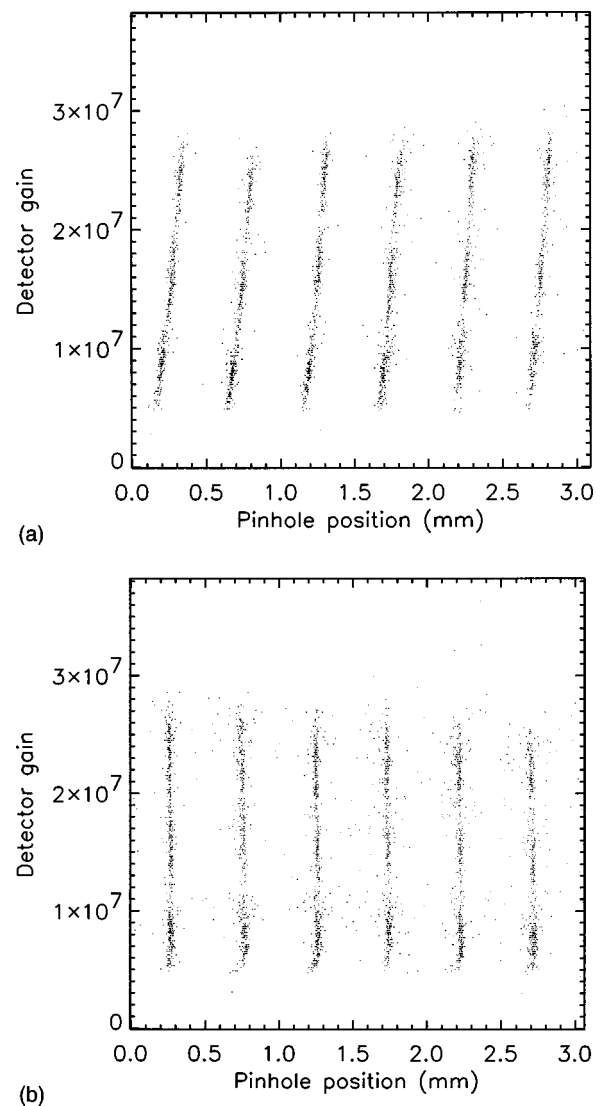 3×10⁷
2×10⁷
1×10⁷
0
Detector gain
0.0 0.5 1.0 1.5 2.0 2.5 3.0
Pinhole position (mm)
(a)
3×10⁷
2×10⁷
1×10⁷
0
Detector gain
0.0 0.5 1.0 1.5 2.0 2.5 3.0
Pinhole position (mm)
(b)